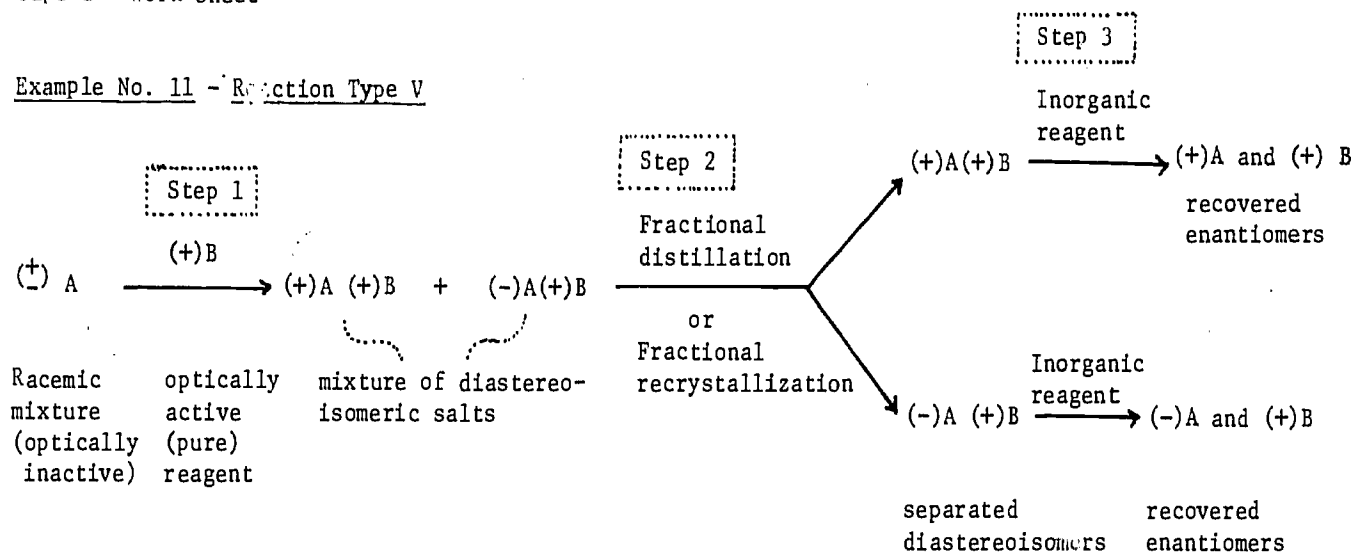 Step 3
Example No. 11 - Reaction Type V
Inorganic
reagent
Step 2
(+)A(+)B
(+)A and (+) B
Step 1
Fractional
distillation
recovered
enantiomers
(+)B
(±) A
(+)A (+)B + (-)A(+)B
or
Fractional
recrystallization
Racemic
mixture
(optically
inactive)
optically
active
(pure)
reagent
mixture of diastereo-
isomeric salts
Inorganic
reagent
(-)A (+)B
(-)A and (+)B
separated
diastereoisomers
recovered
enantiomers